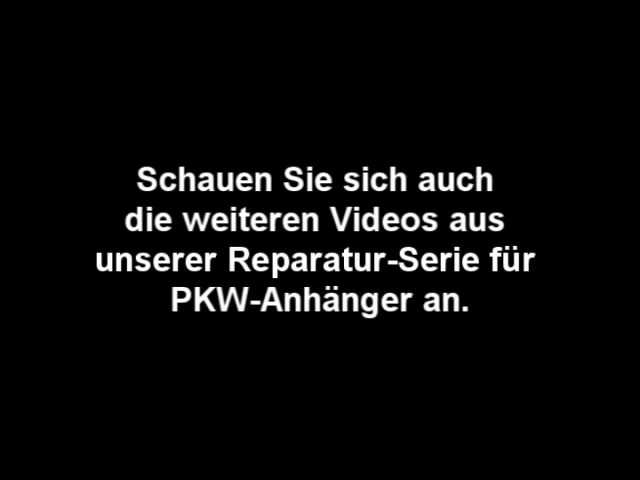 Schauen Sie sich auch
die weiteren Videos aus
unserer Reparatur-Serie für
PKW-Anhänger an.